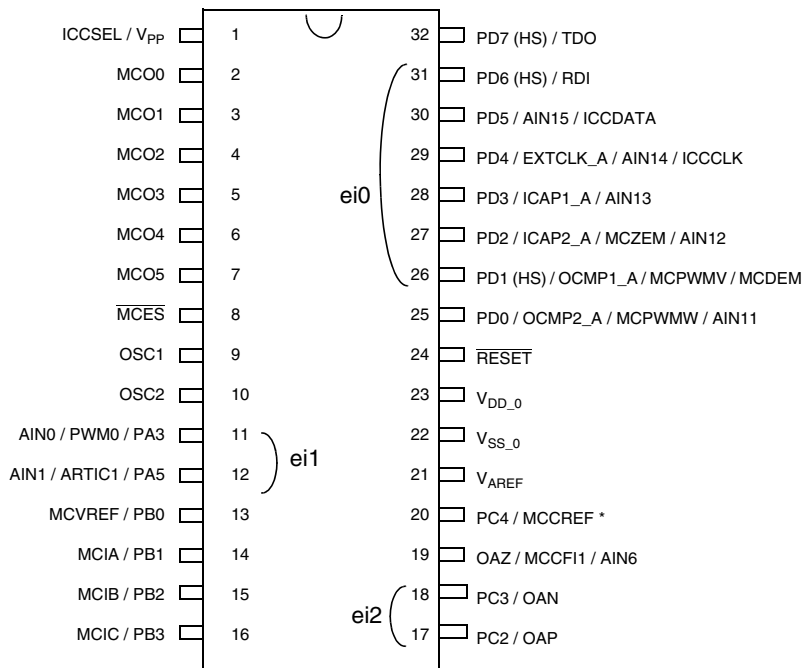 ICCSEL / VPP 1 32 PD7 (HS) / TDO
MCO0 2 31 PD6 (HS) / RDI
MCO1 3 30 PD5 / AIN15 / ICCDATA
MCO2 4 29 PD4 / EXTCLK_A / AIN14 / ICCCLK
MCO3 5 ei0 28 PD3 / ICAP1_A / AIN13
MCO4 6 27 PD2 / ICAP2_A / MCZEM / AIN12
MCO5 7 26 PD1 (HS) / OCMP1_A / MCPWMV / MCDEM
MCES 8 25 PD0 / OCMP2_A / MCPWMW / AIN11
OSC1 9 24 RESET
OSC2 10 23 VDD_0
AIN0 / PWM0 / PA3 11 22 VSS_0
ei1
AIN1 / ARTIC1 / PA5 12 21 VAREF
MCVREF / PB0 13 20 PC4 / MCCREF *
MCIA / PB1 14 19 OAZ / MCCFI1 / AIN6
MCIB / PB2 15 18 PC3 / OAN
ei2
MCIC / PB3 16 17 PC2 / OAP